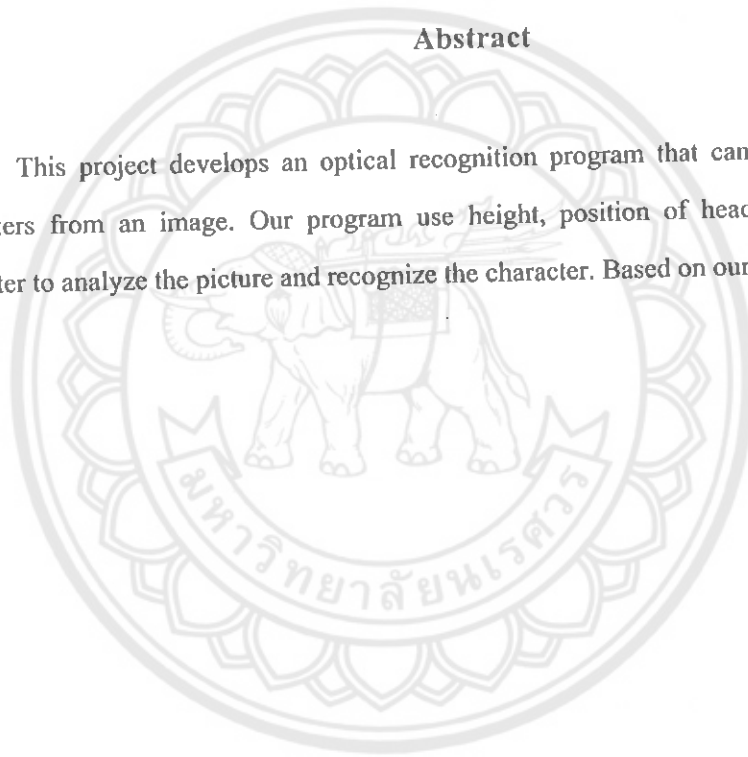 Abstract
This project develops an optical recognition program that can
ters from an image. Our program use height, position of head
ter to analyze the picture and recognize the character. Based on our
มหาวิทยาลัยนเรศวร